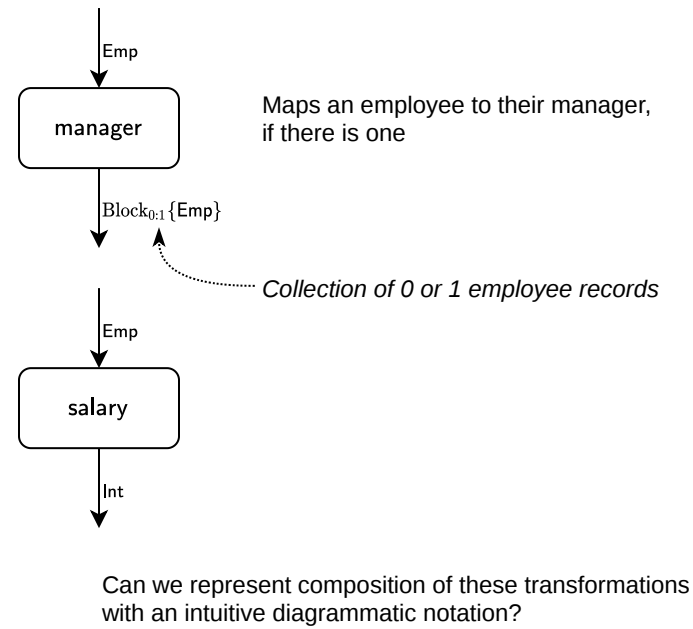 Emp
manager
Maps an employee to their manager,
if there is one
Block0:1{Emp}
Collection of 0 or 1 employee records
Emp
salary
Int
Can we represent composition of these transformations
with an intuitive diagrammatic notation?